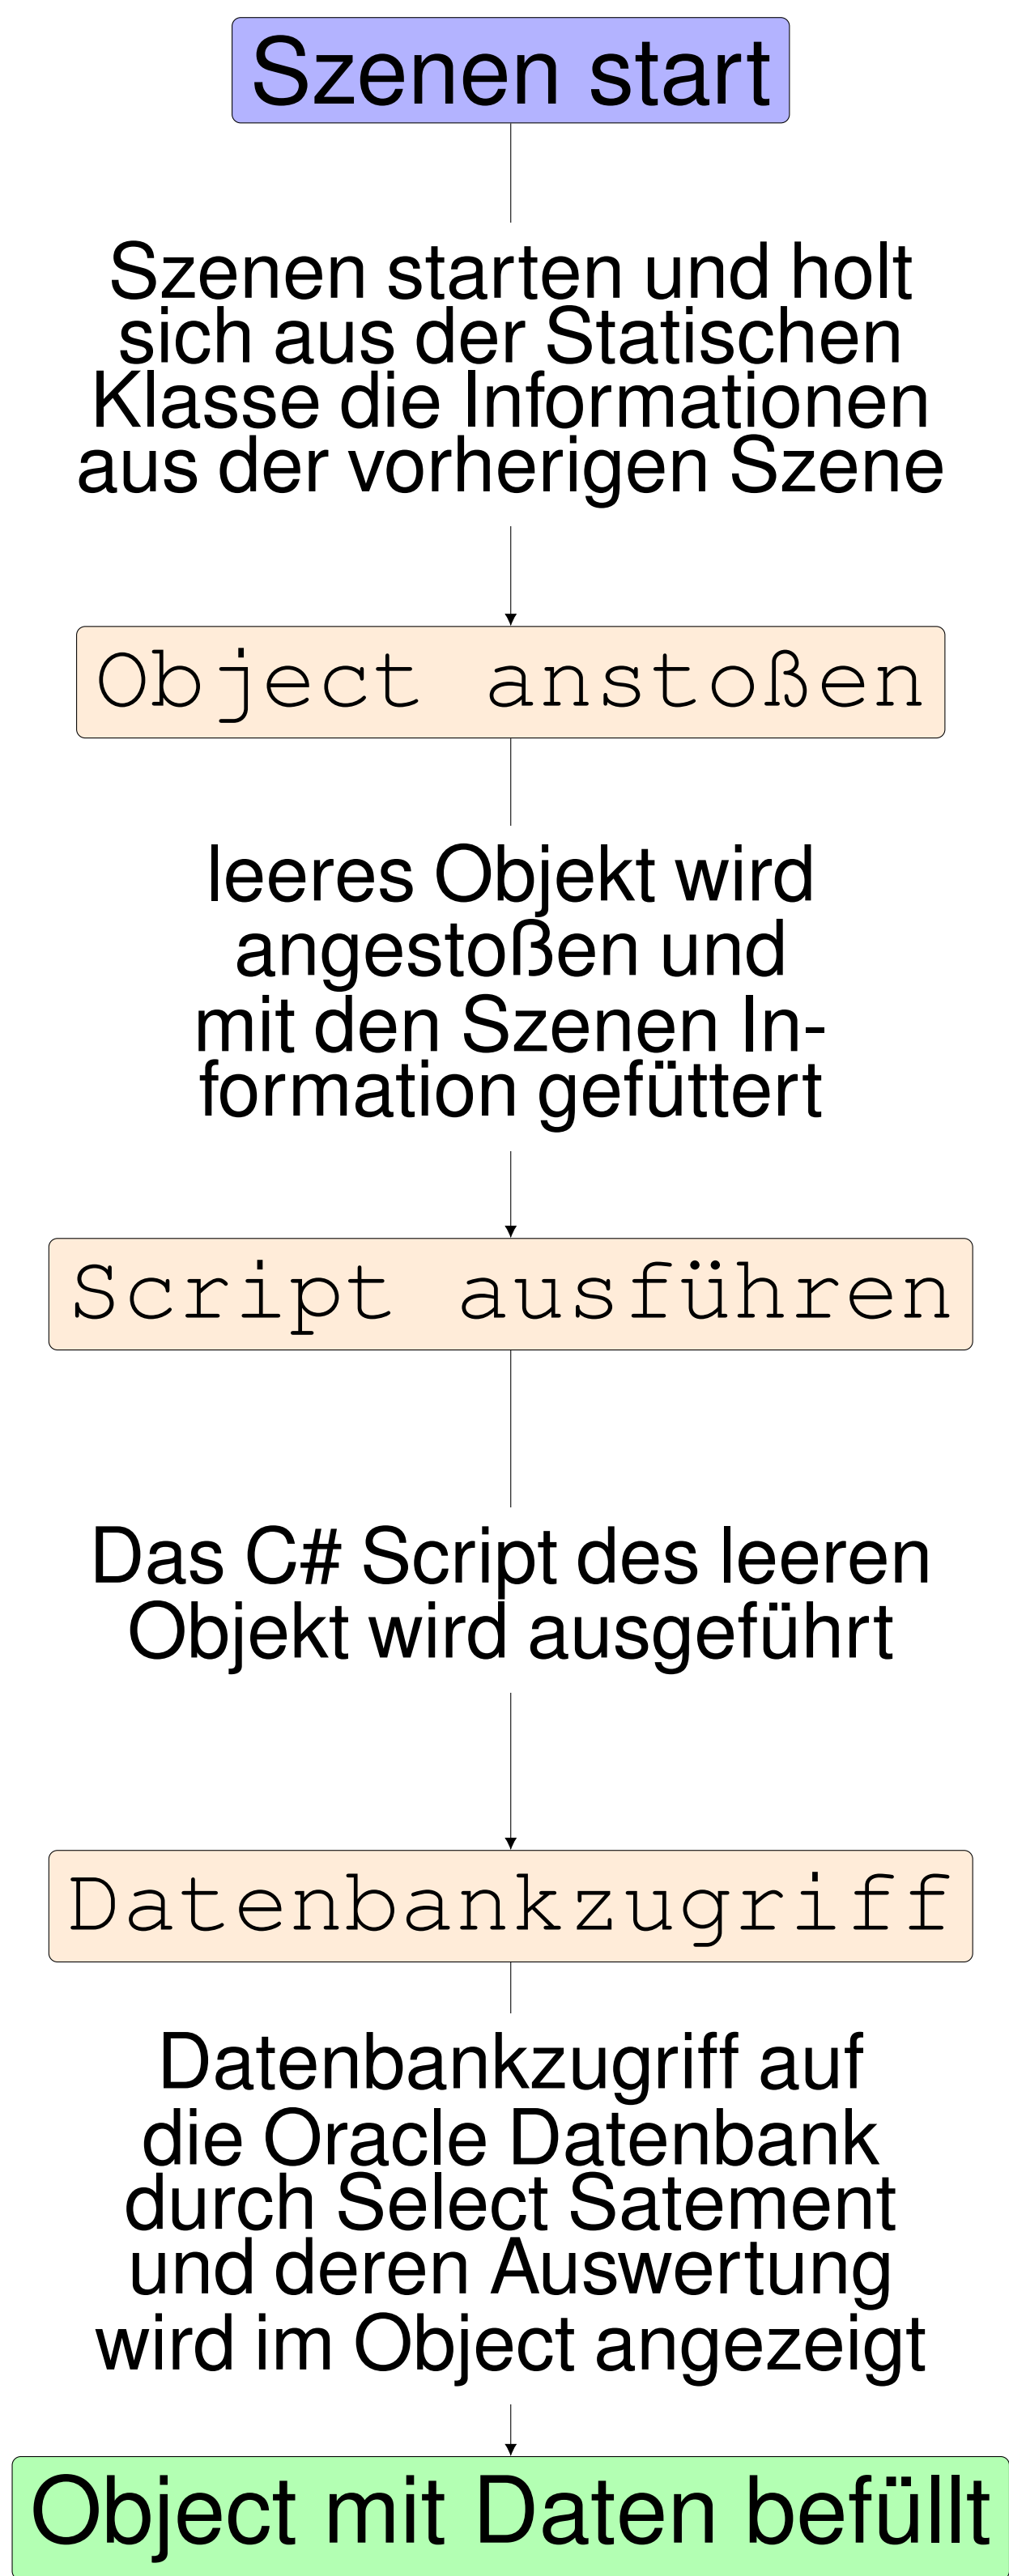 Szenen start
Szenen starten und holt
sich aus der Statischen
Klasse die Informationen
aus der vorherigen Szene
Object anstoßen
leeres Objekt wird
angestoßen und
mit den Szenen In-
formation gefüttert
Script ausführen
Das C# Script des leeren
Objekt wird ausgeführt
Datenbankzugriff
Datenbankzugriff auf
die Oracle Datenbank
durch Select Satement
und deren Auswertung
wird im Object angezeigt
Object mit Daten befüllt